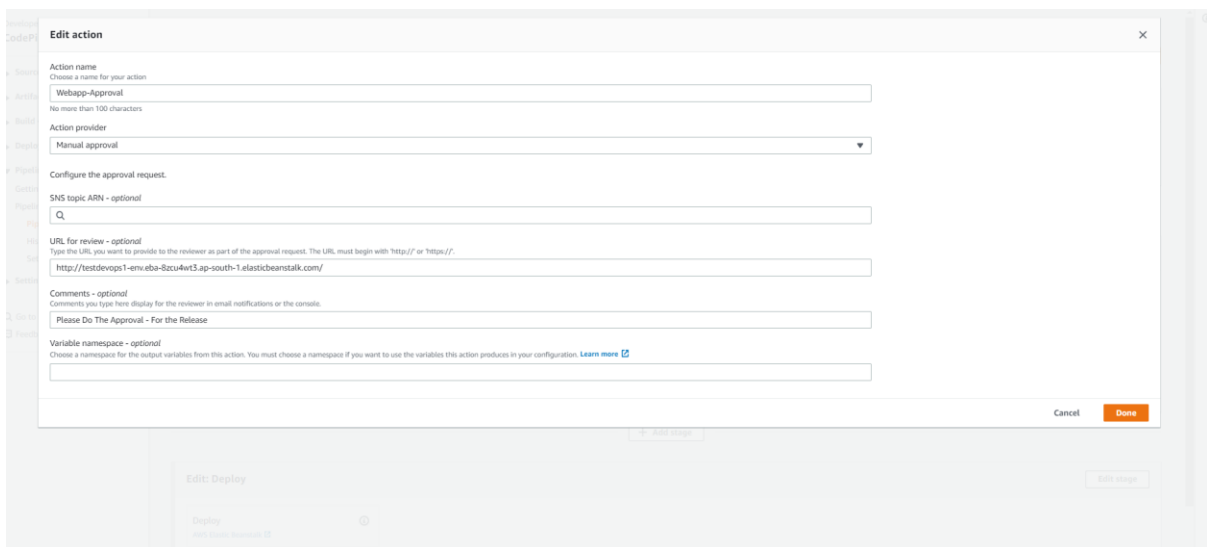 Edit action
Action name
Choose a name for your action
Webapp-Approval
No more than 100 characters
Action provider
Manual approval
Configure the approval request.
SNS topic ARN - optional
URL for review - optional
Type the URL you want to provide to the reviewer as part of the approval request. The URL must begin with 'http://' or 'https://'.
http://testdevops1-env.eba-8zcu4wt3.ap-south-1.elasticbeanstalk.com/
Comments - optional
Comments you type here display for the reviewer in email notifications or the console.
Please Do The Approval - For the Release
Variable namespace - optional
Choose a namespace for the output variables from this action. You must choose a namespace if you want to use the variables this action produces in your configuration. Learn more
Cancel
Done
+ Add stage
Edit: Deploy
Edit stage
Deploy